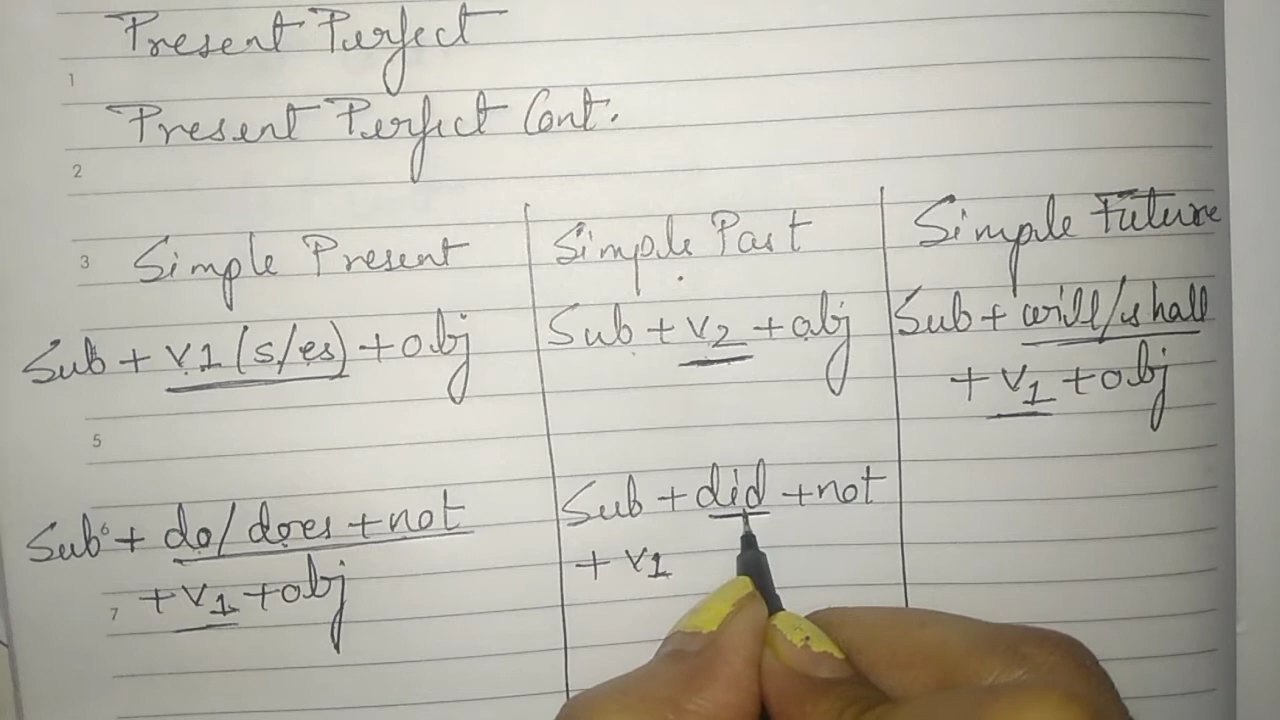 Present Perfect
1
Present Perfect Cont.
2
3
Simple Present
Sub + v1 (s/es) + obj
5
Sub + do/does + not
7
+ v1 + obj
Simple Past
Sub + v2 + obj
Sub + did + not
+ v1
Simple Future
Sub + will/shall
+ v1 + obj